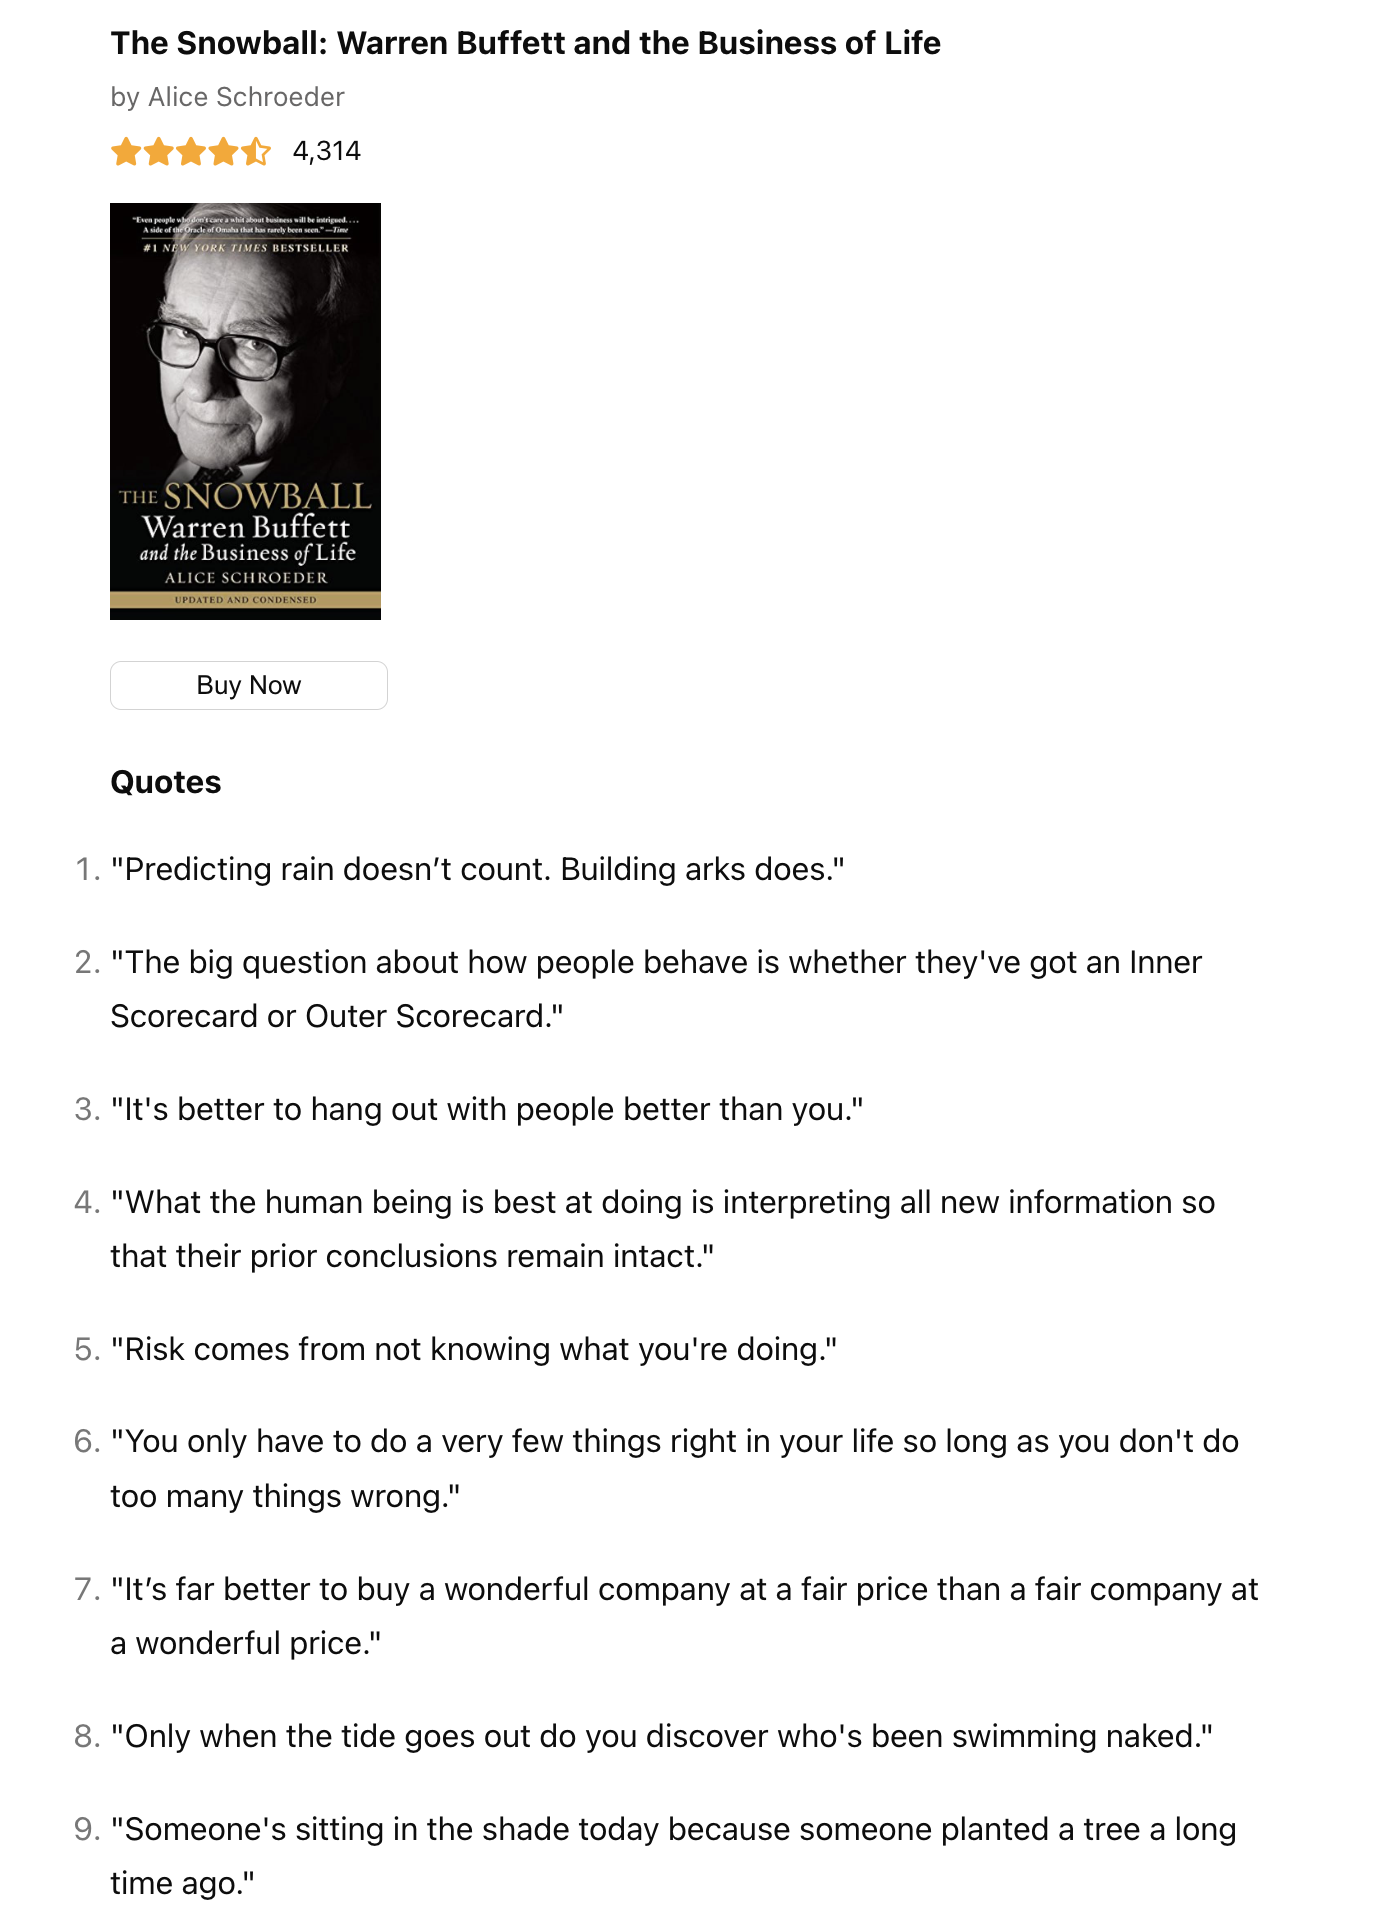 The Snowball: Warren Buffett and the Business of Life
by Alice Schroeder
4,314
"Even people who don't care a whit about business will be intrigued. . . .
A side of the Oracle of Omaha that has rarely been seen." —Time
#1 NEW YORK TIMES BESTSELLER
THE SNOWBALL
Warren Buffett
and the Business of Life
ALICE SCHROEDER
UPDATED AND CONDENSED
Buy Now
Quotes
1. "Predicting rain doesn’t count. Building arks does."
2. "The big question about how people behave is whether they've got an Inner
Scorecard or Outer Scorecard."
3. "It's better to hang out with people better than you."
4. "What the human being is best at doing is interpreting all new information so
that their prior conclusions remain intact."
5. "Risk comes from not knowing what you're doing."
6. "You only have to do a very few things right in your life so long as you don't do
too many things wrong."
7. "It’s far better to buy a wonderful company at a fair price than a fair company at
a wonderful price."
8. "Only when the tide goes out do you discover who's been swimming naked."
9. "Someone's sitting in the shade today because someone planted a tree a long
time ago."